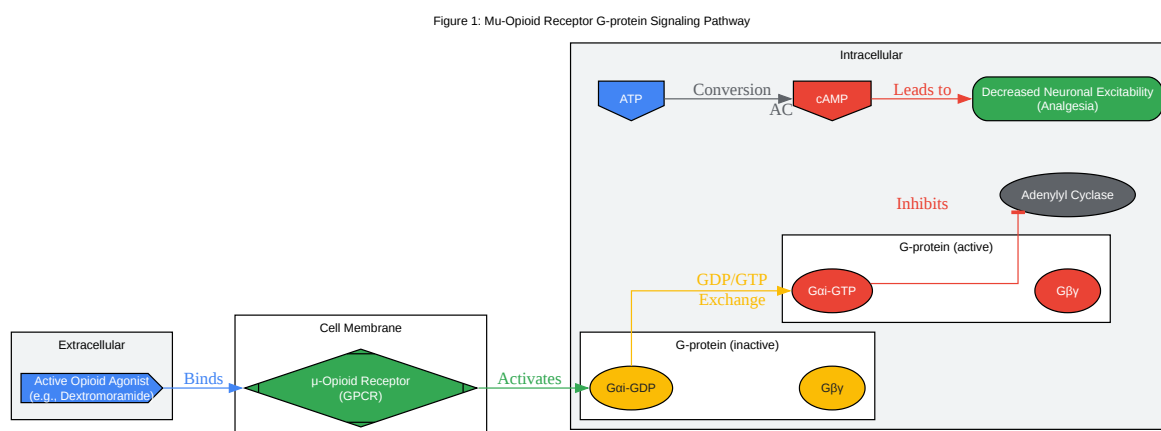 Figure 1: Mu-Opioid Receptor G-protein Signaling Pathway
Intracellular
ATP
Conversion
AC
cAMP
Leads to
Decreased Neuronal Excitability
(Analgesia)
Adenylyl Cyclase
Inhibits
G-protein (active)
GDP/GTP
Exchange
Gαi-GTP
Gβγ
Extracellular
Active Opioid Agonist
(e.g., Dextromoramide)
Binds
Cell Membrane
μ-Opioid Receptor
(GPCR)
Activates
G-protein (inactive)
Gαi-GDP
Gβγ